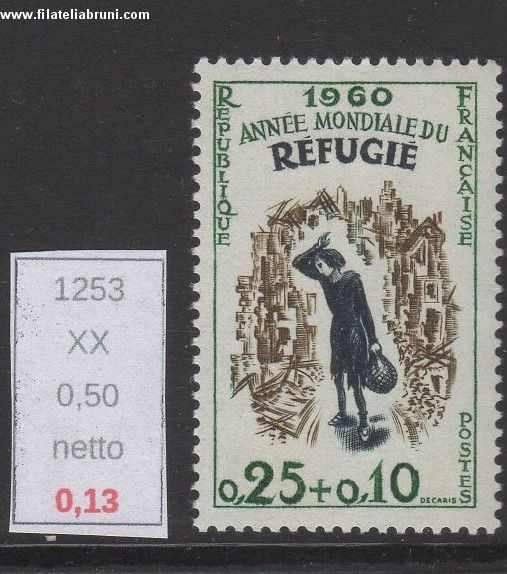 www.filateliabruni.com
1253
XX
0,50
netto
0,13
1960
ANNÉE MONDIALE DU
RÉFUGIÉ
RÉPUBLIQUE
FRANÇAISE
POSTES
0,25+0,10
DECARIS